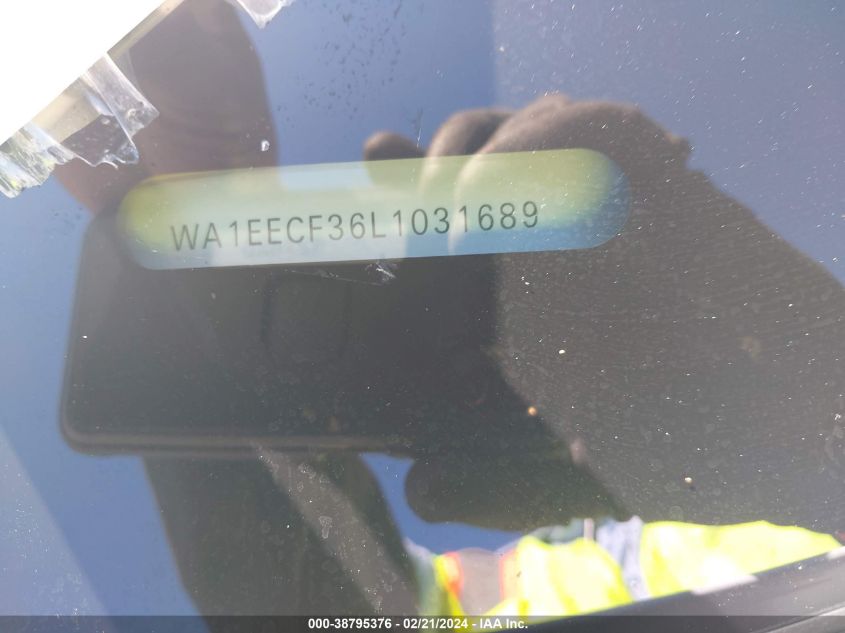 WA1EECF36L1031689
000-38795376 - 02/21/2024 - IAA Inc.